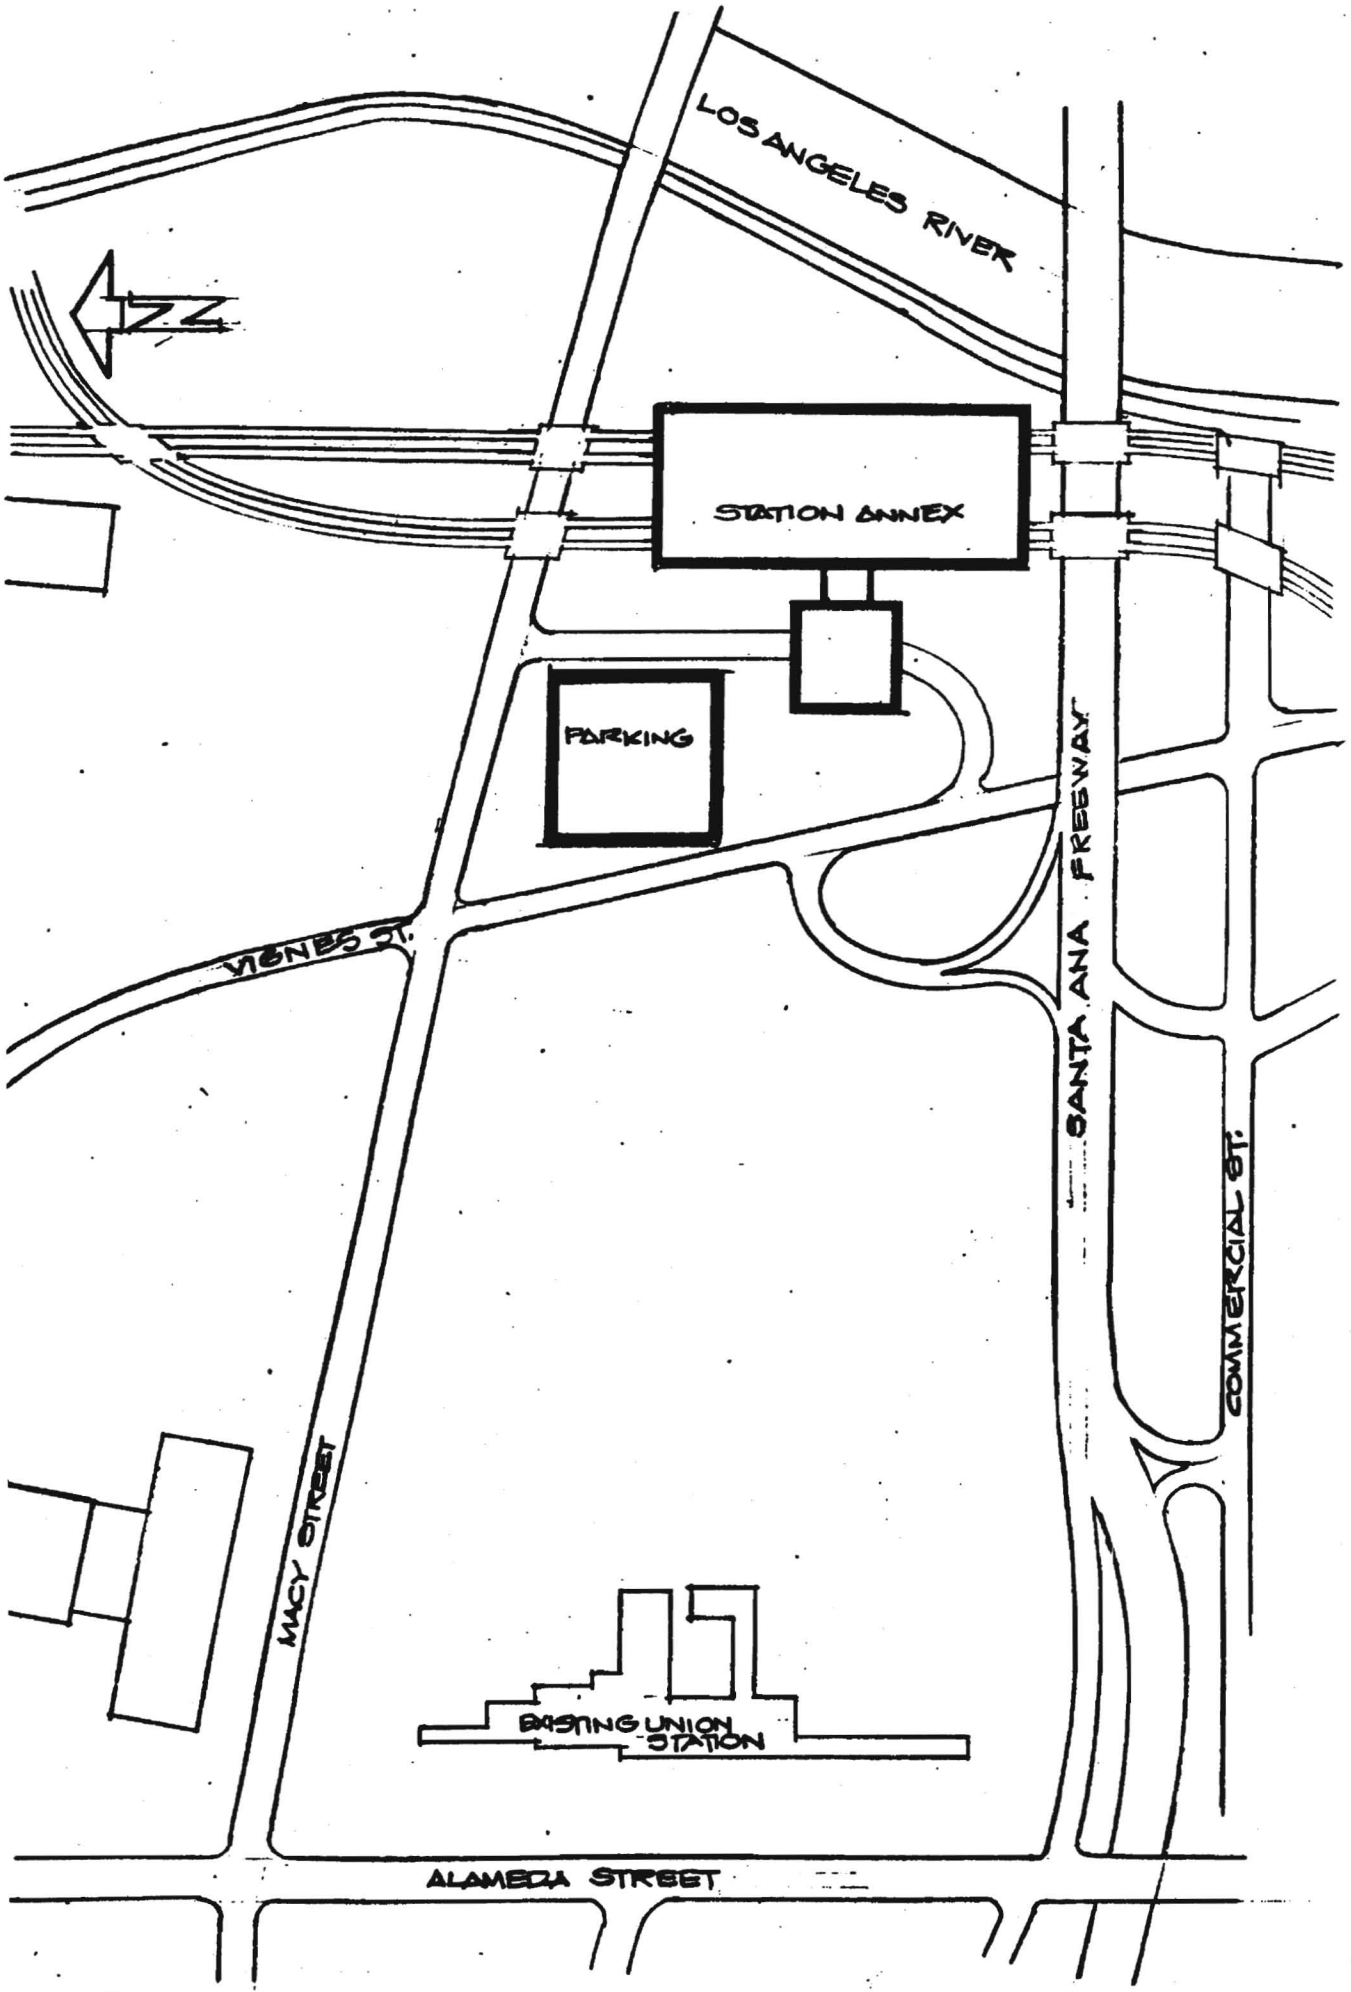 LOS ANGELES RIVER
N
STATION ANNEX
PARKING
SANTA ANA FREEWAY
VIGNES ST.
COMMERCIAL ST.
MACY STREET
EXISTING UNION
STATION
ALAMEDA STREET